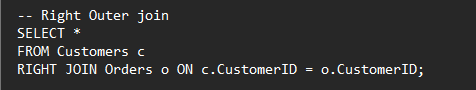 -- Right Outer join
SELECT *
FROM Customers c
RIGHT JOIN Orders o ON c.CustomerID = o.CustomerID;